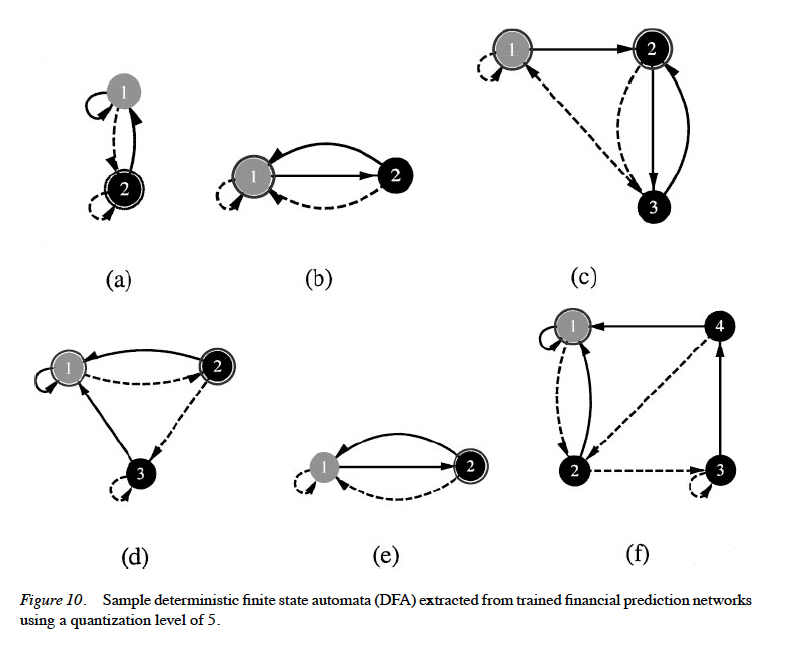 1
2
(a)
1
2
(b)
1
2
3
(c)
1
2
3
(d)
1
2
(e)
1
4
2
3
(f)
Figure 10. Sample deterministic finite state automata (DFA) extracted from trained financial prediction networks
using a quantization level of 5.